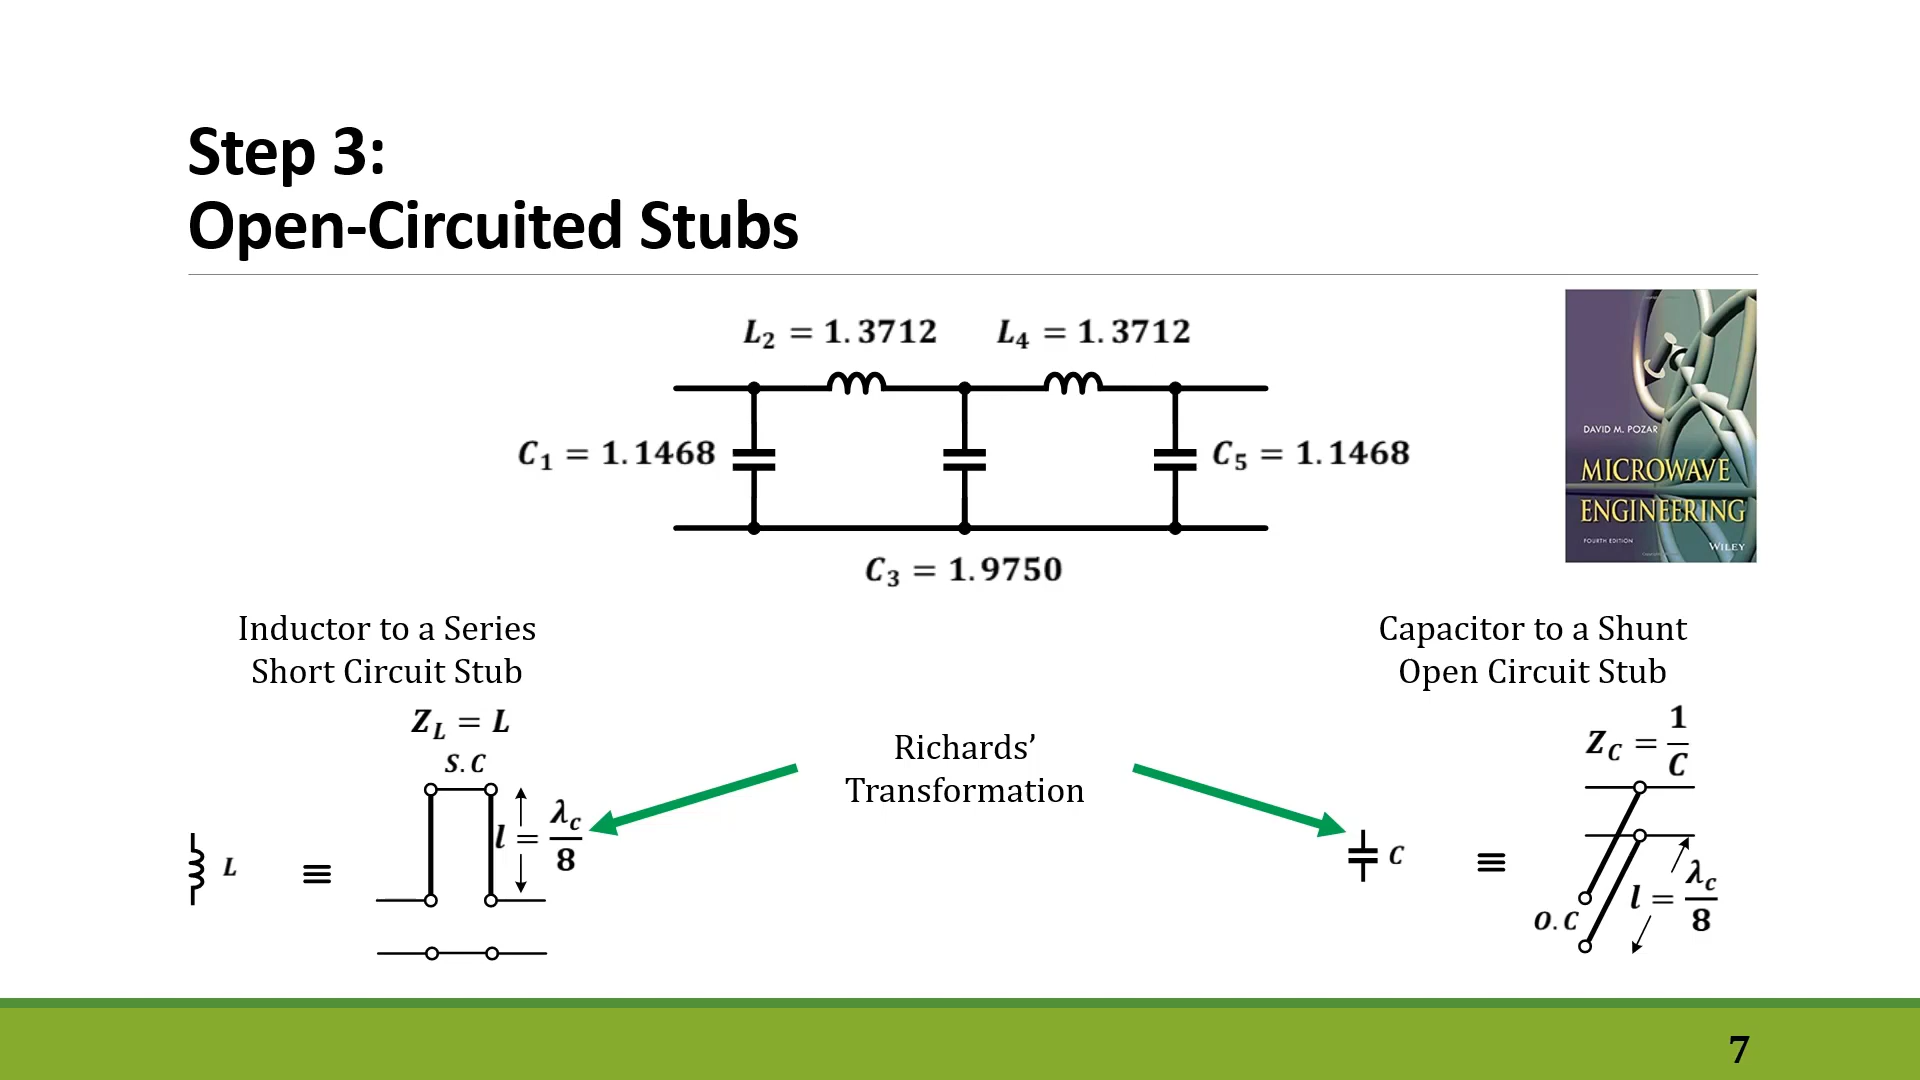 Step 3:
Open-Circuited Stubs
L₂ = 1.3712
L₄ = 1.3712
C₁ = 1.1468
C₅ = 1.1468
C₃ = 1.9750
DAVID M. POZAR
MICROWAVE
ENGINEERING
FOURTH EDITION
WILEY
Inductor to a Series
Short Circuit Stub
Z_L = L
S.C
l = λ_c/8
L
≡
Richards’
Transformation
Capacitor to a Shunt
Open Circuit Stub
Z_C = 1/C
C
≡
O.C
l = λ_c/8
7